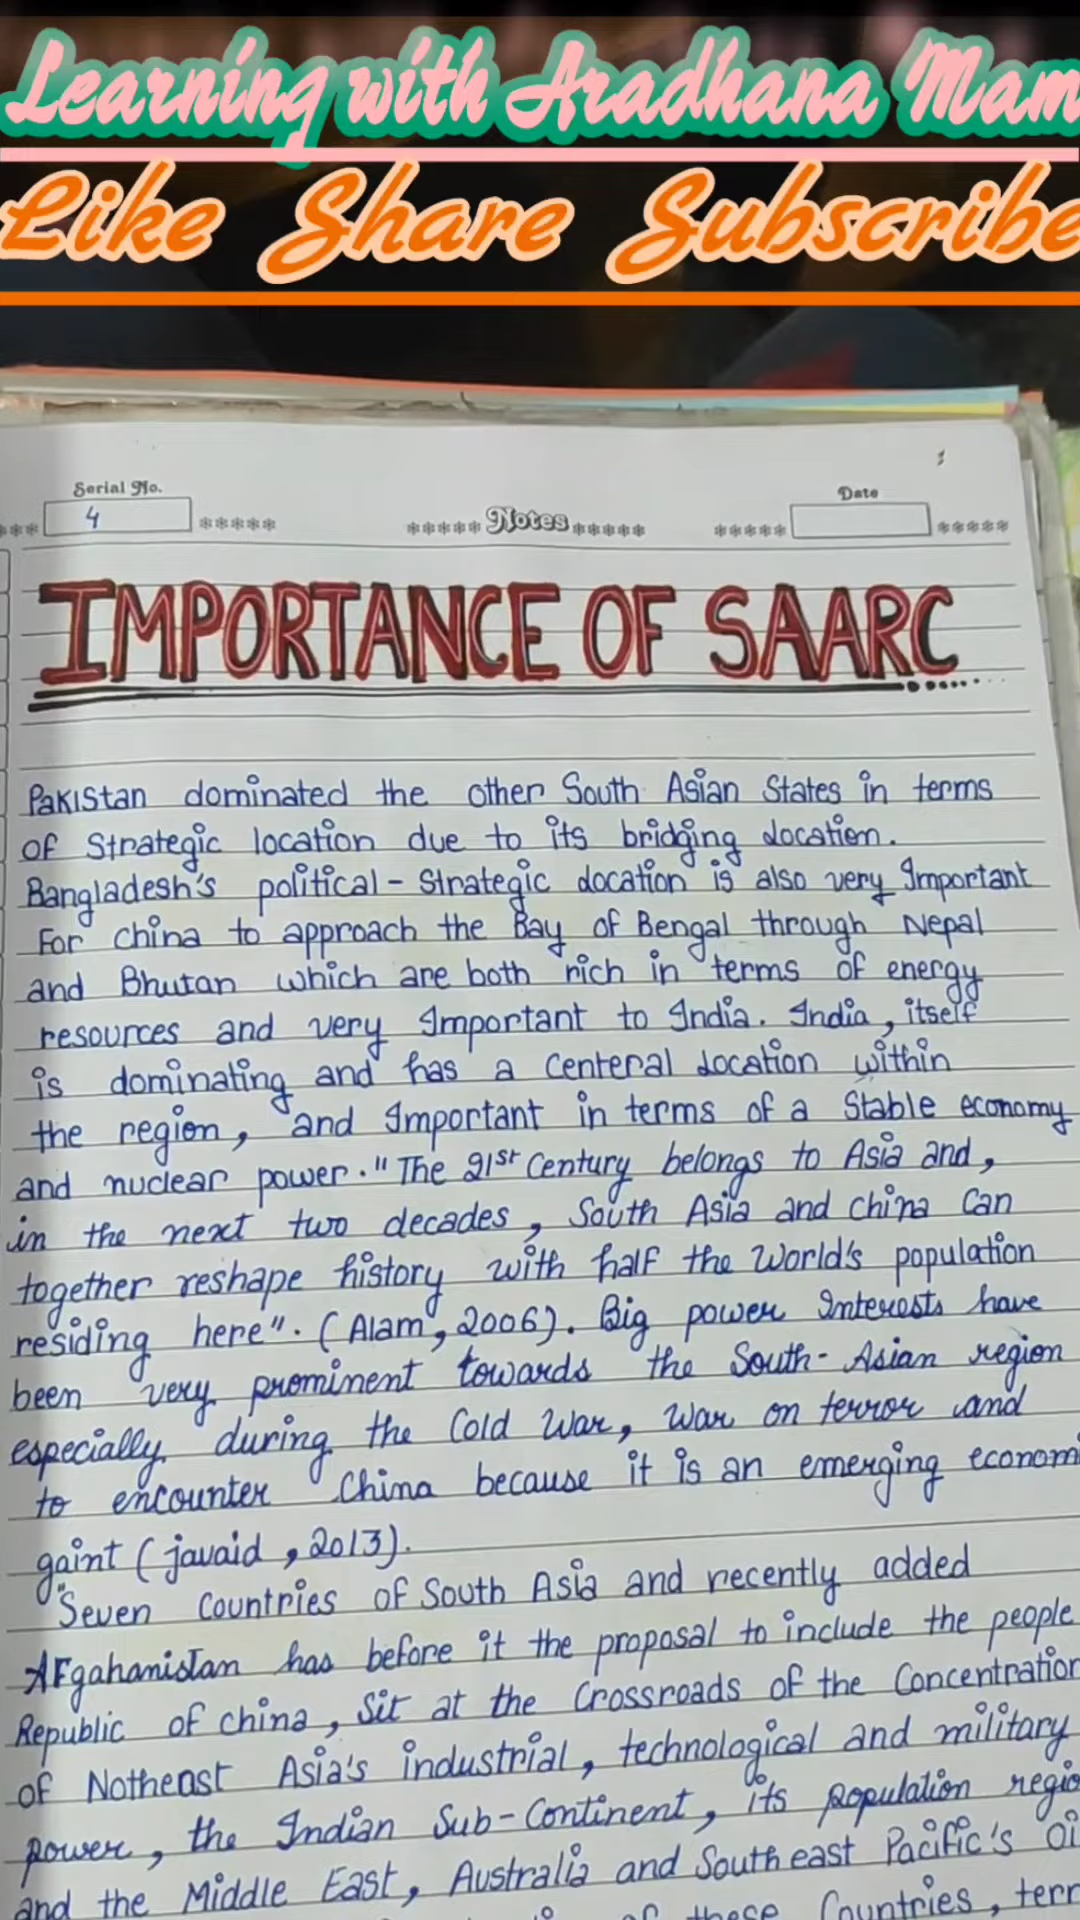 Learning with Aradhana Mam
Like Share Subscribe
Serial No.
4
Notes
Date
IMPORTANCE OF SAARC
Pakistan dominated the other South Asian States in terms
of Strategic location due to its bridging location.
Bangladesh's political - Strategic location is also very Important
For China to approach the Bay of Bengal through Nepal
and Bhutan which are both rich in terms of energy
resources and very Important to India. India, itself
is dominating and has a Centeral location within
the region, and Important in terms of a Stable economy
and nuclear power. "The 21st Century belongs to Asia and,
in the next two decades, South Asia and China Can
together reshape history with half the World's population
residing here". (Alam, 2006). Big power Interests have
been very prominent towards the South-Asian region
especially during the Cold War, War on terror and
to encounter China because it is an emerging economi
gaint (javaid, 2013).
"Seven Countries of South Asia and recently added
AFgahanistan has before it the proposal to include the people
Republic of China, Sit at the Crossroads of the Concentration
of Notheast Asia's industrial, technological and military
power, the Indian Sub-Continent, its population regio
and the Middle East, Australia and Southeast Pacific's oi
of these Countries, terr